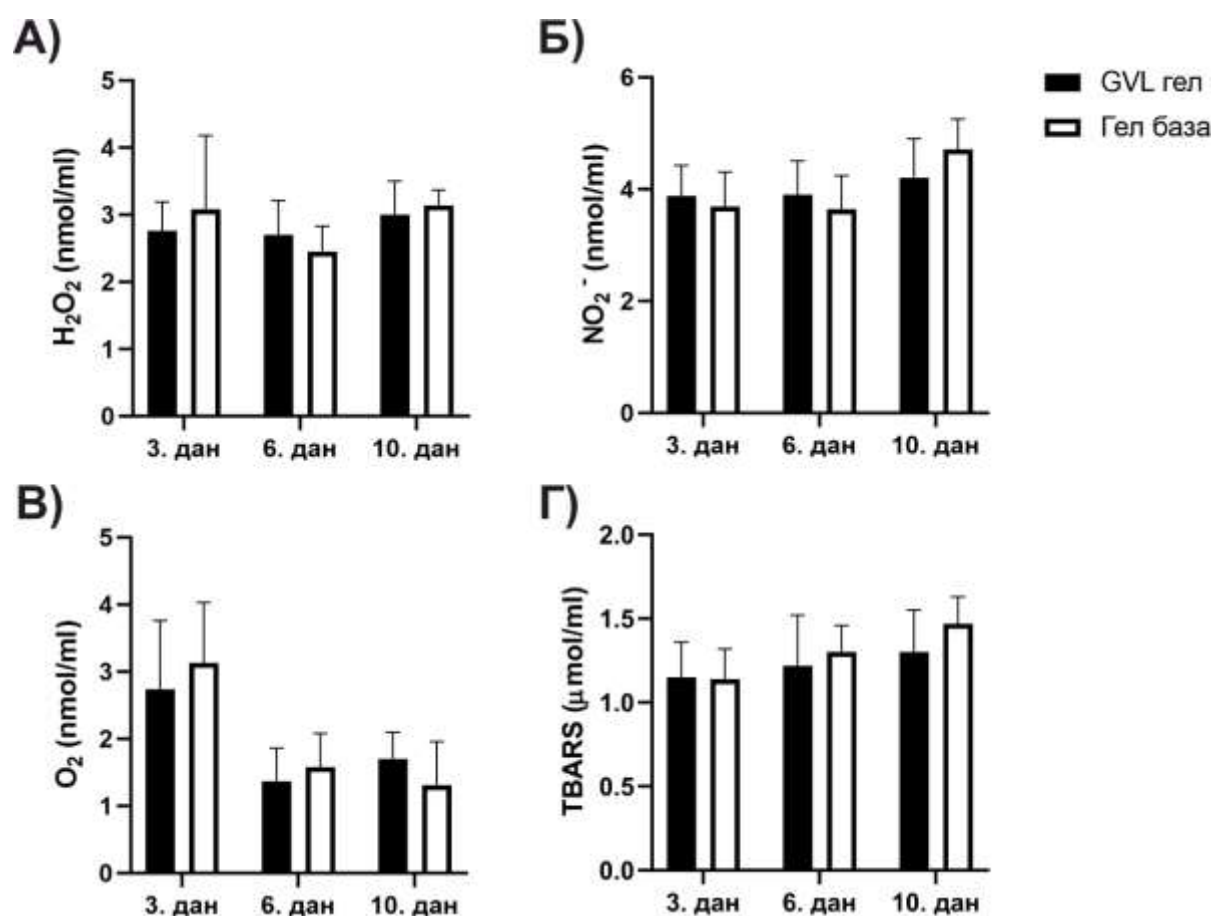 А)
H₂O₂ (nmol/ml)
5
4
3
2
1
0
3. дан 6. дан 10. дан
Б)
NO₂⁻ (nmol/ml)
6
4
2
0
3. дан 6. дан 10. дан
GVL гел
Гел база
В)
O₂ (nmol/ml)
5
4
3
2
1
0
3. дан 6. дан 10. дан
Г)
TBARS (μmol/ml)
2.0
1.5
1.0
0.5
0.0
3. дан 6. дан 10. дан